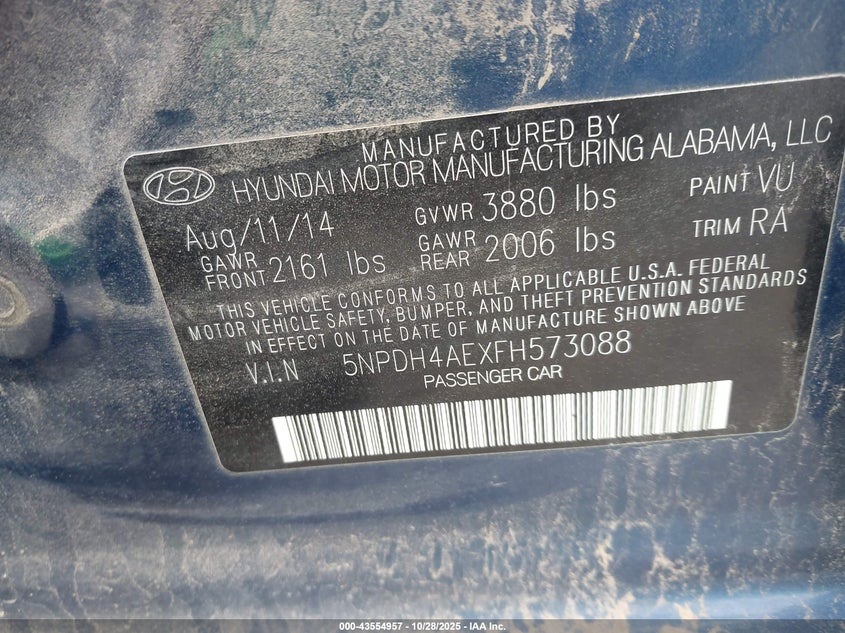 MANUFACTURED BY
HYUNDAI MOTOR MANUFACTURING ALABAMA, LLC
Aug/11/14 GVWR 3880 lbs PAINT VU
GAWR FRONT 2161 lbs GAWR REAR 2006 lbs TRIM RA
THIS VEHICLE CONFORMS TO ALL APPLICABLE U.S.A. FEDERAL
MOTOR VEHICLE SAFETY, BUMPER, AND THEFT PREVENTION STANDARDS
IN EFFECT ON THE DATE OF MANUFACTURE SHOWN ABOVE
V.I.N 5NPDH4AEXFH573088
PASSENGER CAR
000-43554957 | 10/28/2025 - IAA Inc.